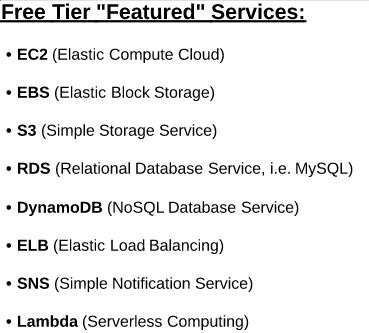 Free Tier "Featured" Services:
• EC2 (Elastic Compute Cloud)
• EBS (Elastic Block Storage)
• S3 (Simple Storage Service)
• RDS (Relational Database Service, i.e. MySQL)
• DynamoDB (NoSQL Database Service)
• ELB (Elastic Load Balancing)
• SNS (Simple Notification Service)
• Lambda (Serverless Computing)